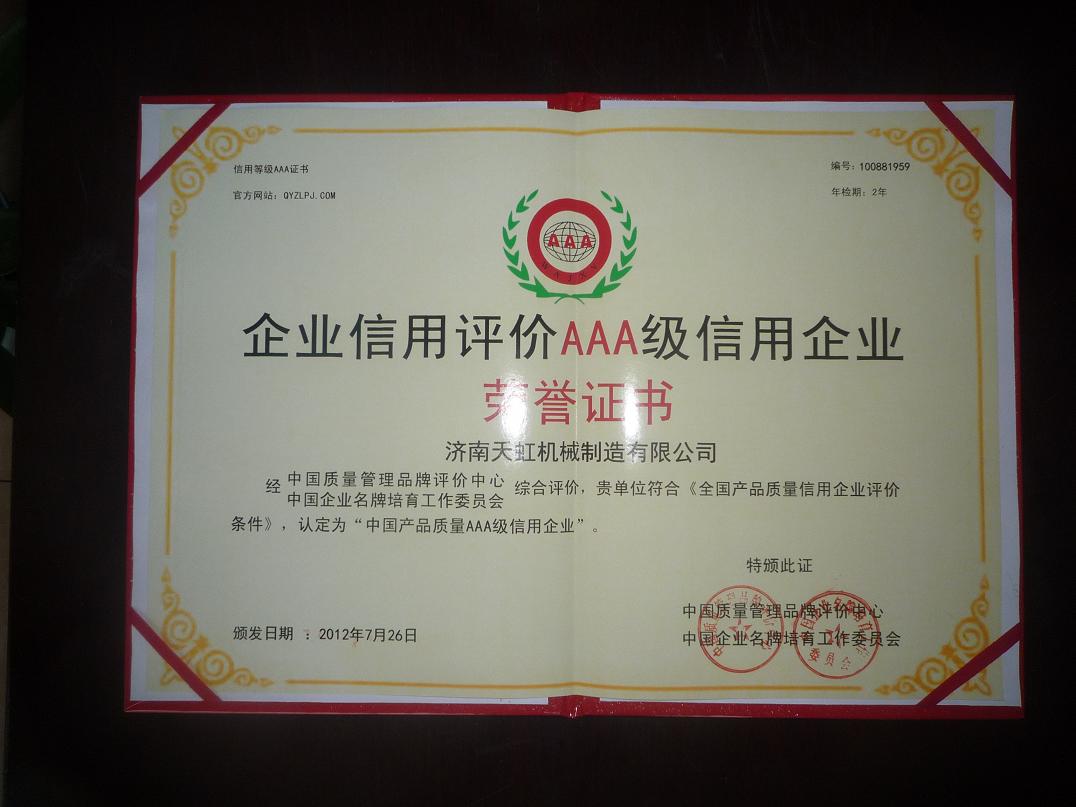 信用等级AAA证书
编号：100881959
官方网站：QYZLPJ.COM
年检期：2年
AAA
企业信用评价AAA级信用企业
荣誉证书
济南天虹机械制造有限公司
经 中国质量管理品牌评价中心
中国企业名牌培育工作委员会 综合评价，贵单位符合《全国产品质量信用企业评价
条件》，认定为“中国产品质量AAA级信用企业”。
特颁此证
中国质量管理品牌评价中心
颁发日期 ：2012年7月26日
中国企业名牌培育工作委员会
委员会